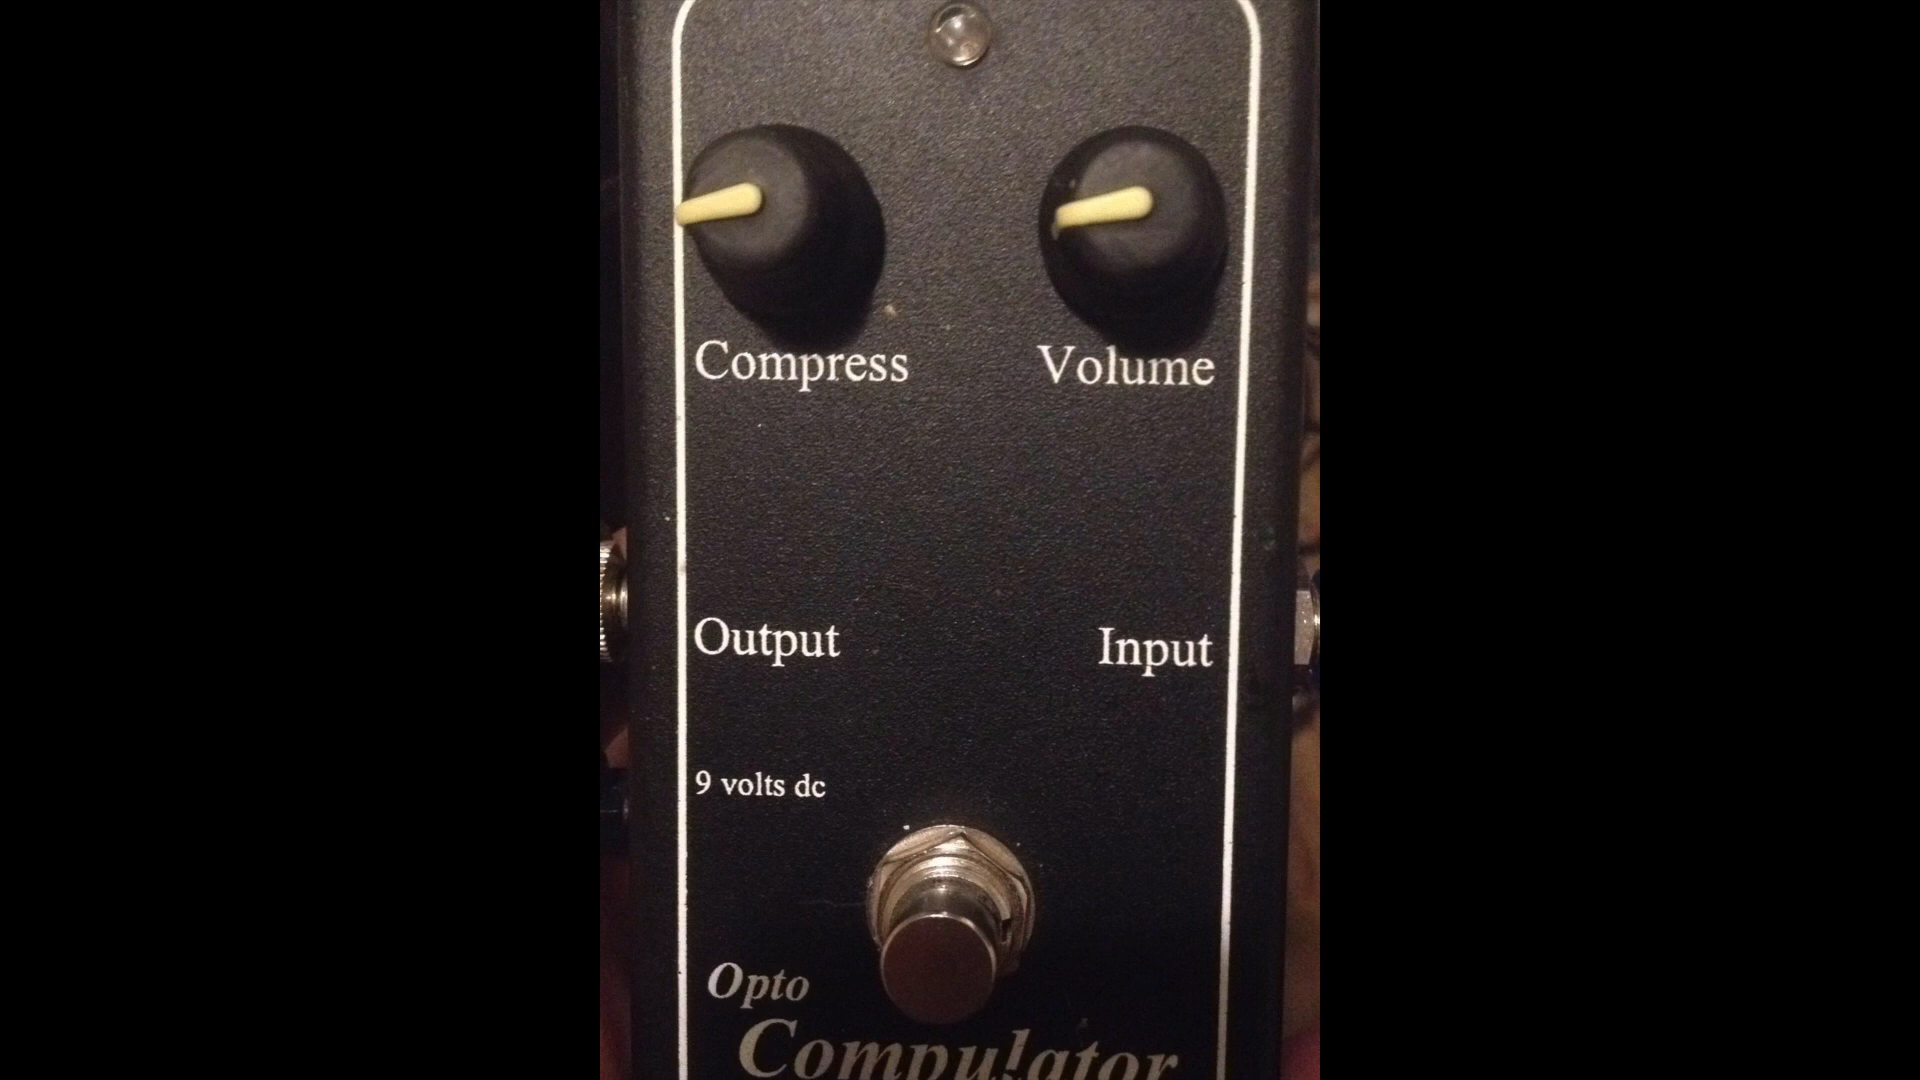 Compress Volume
Output Input
9 volts dc
Opto
Compulator